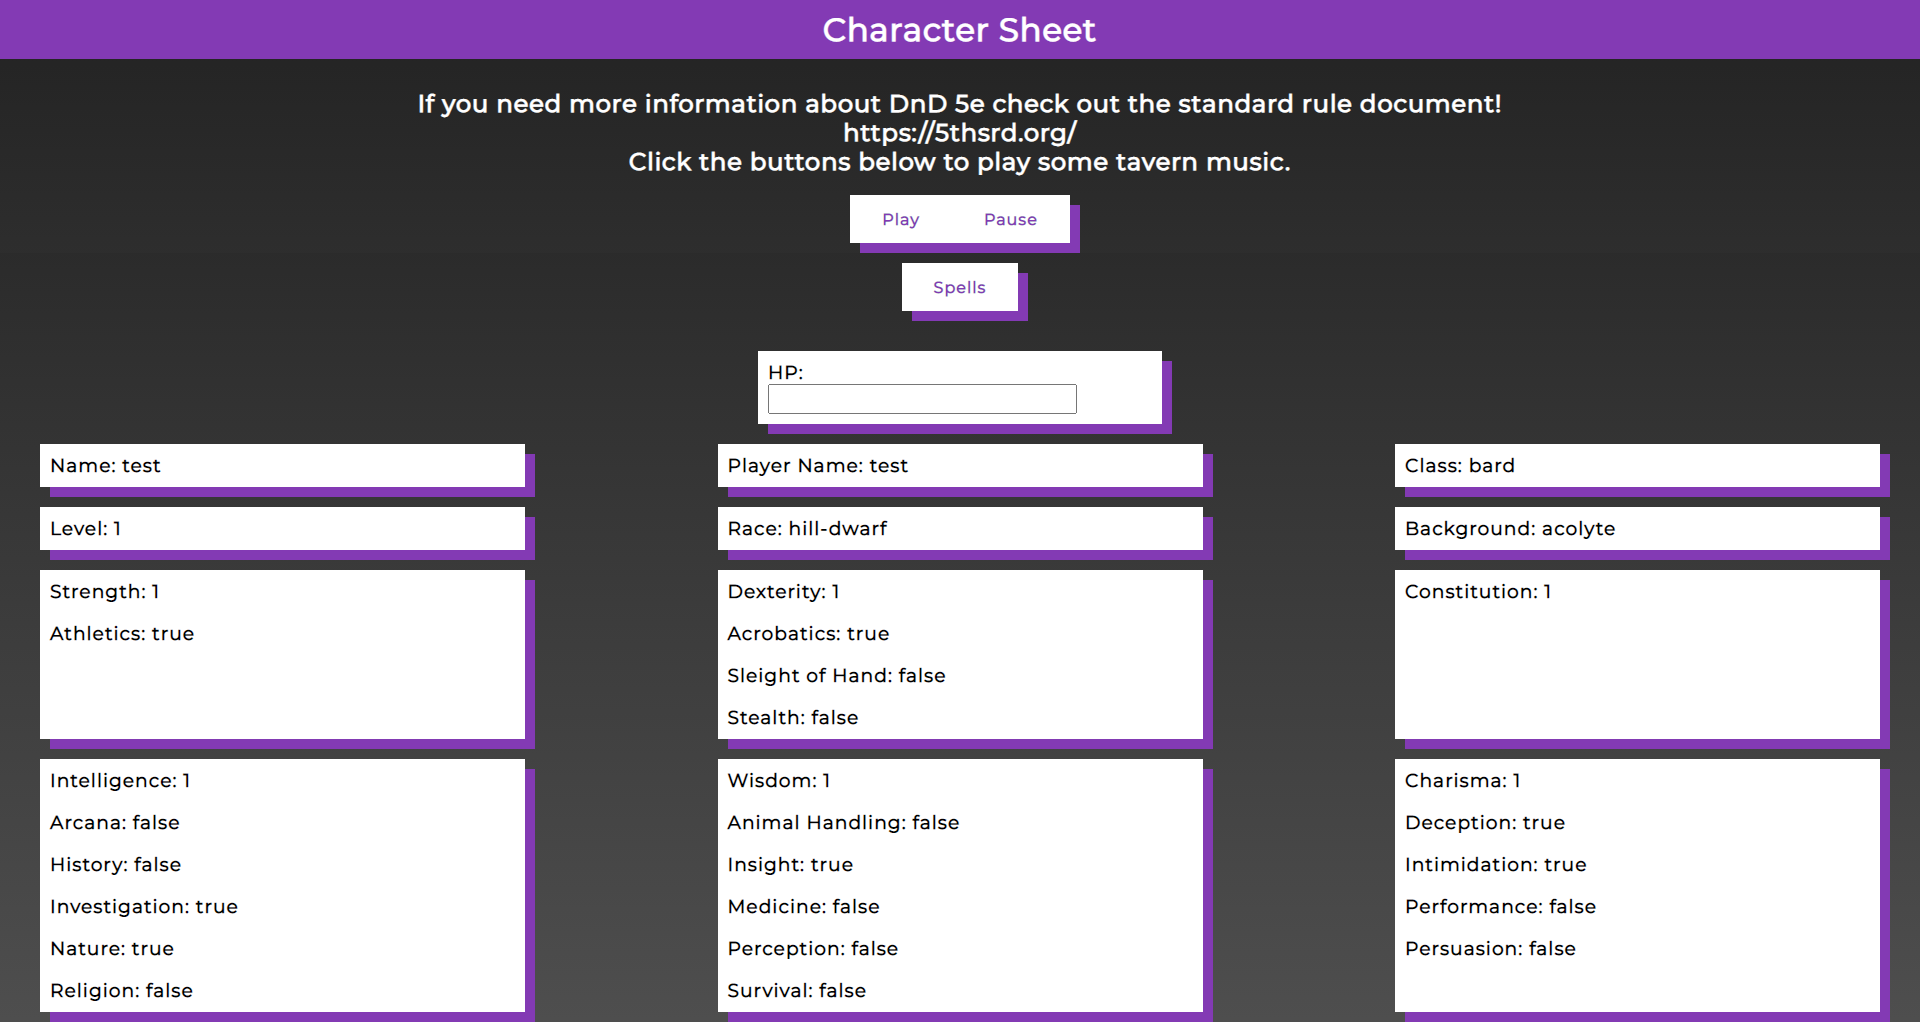 Character Sheet
If you need more information about DnD 5e check out the standard rule document!
https://5thsrd.org/
Click the buttons below to play some tavern music.
Play Pause
Spells
HP:
Name: test
Player Name: test
Class: bard
Level: 1
Race: hill-dwarf
Background: acolyte
Strength: 1
Athletics: true
Dexterity: 1
Acrobatics: true
Sleight of Hand: false
Stealth: false
Constitution: 1
Intelligence: 1
Arcana: false
History: false
Investigation: true
Nature: true
Religion: false
Wisdom: 1
Animal Handling: false
Insight: true
Medicine: false
Perception: false
Survival: false
Charisma: 1
Deception: true
Intimidation: true
Performance: false
Persuasion: false